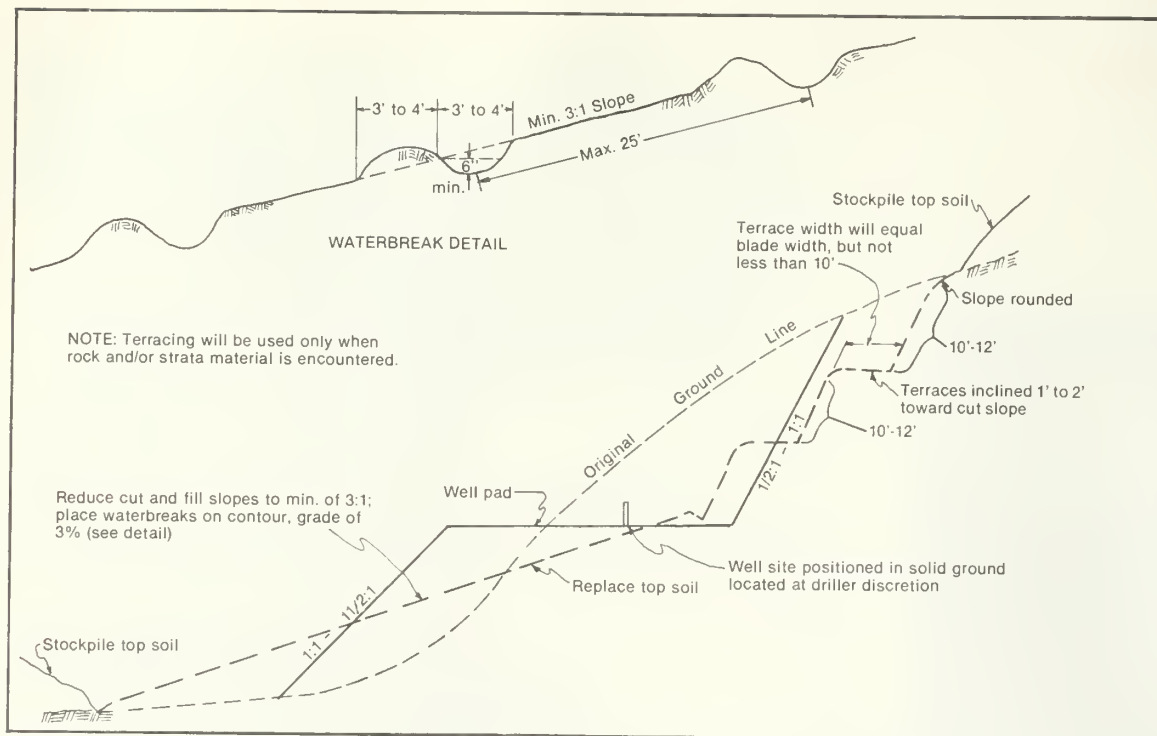 3' to 4'
3' to 4'
Min. 3:1 Slope
Max. 25'
6"
min.
WATERBREAK DETAIL
Stockpile top soil
Terrace width will equal
blade width, but not
less than 10'
Slope rounded
NOTE: Terracing will be used only when
rock and/or strata material is encountered.
10'-12'
Terraces inclined 1' to 2'
toward cut slope
10'-12'
Original Ground Line
1/2:1 - 1:1
Reduce cut and fill slopes to min. of 3:1;
place waterbreaks on contour, grade of
3% (see detail)
Well pad
Well site positioned in solid ground
located at driller discretion
Replace top soil
1:1 - 11/2:1
Stockpile top soil